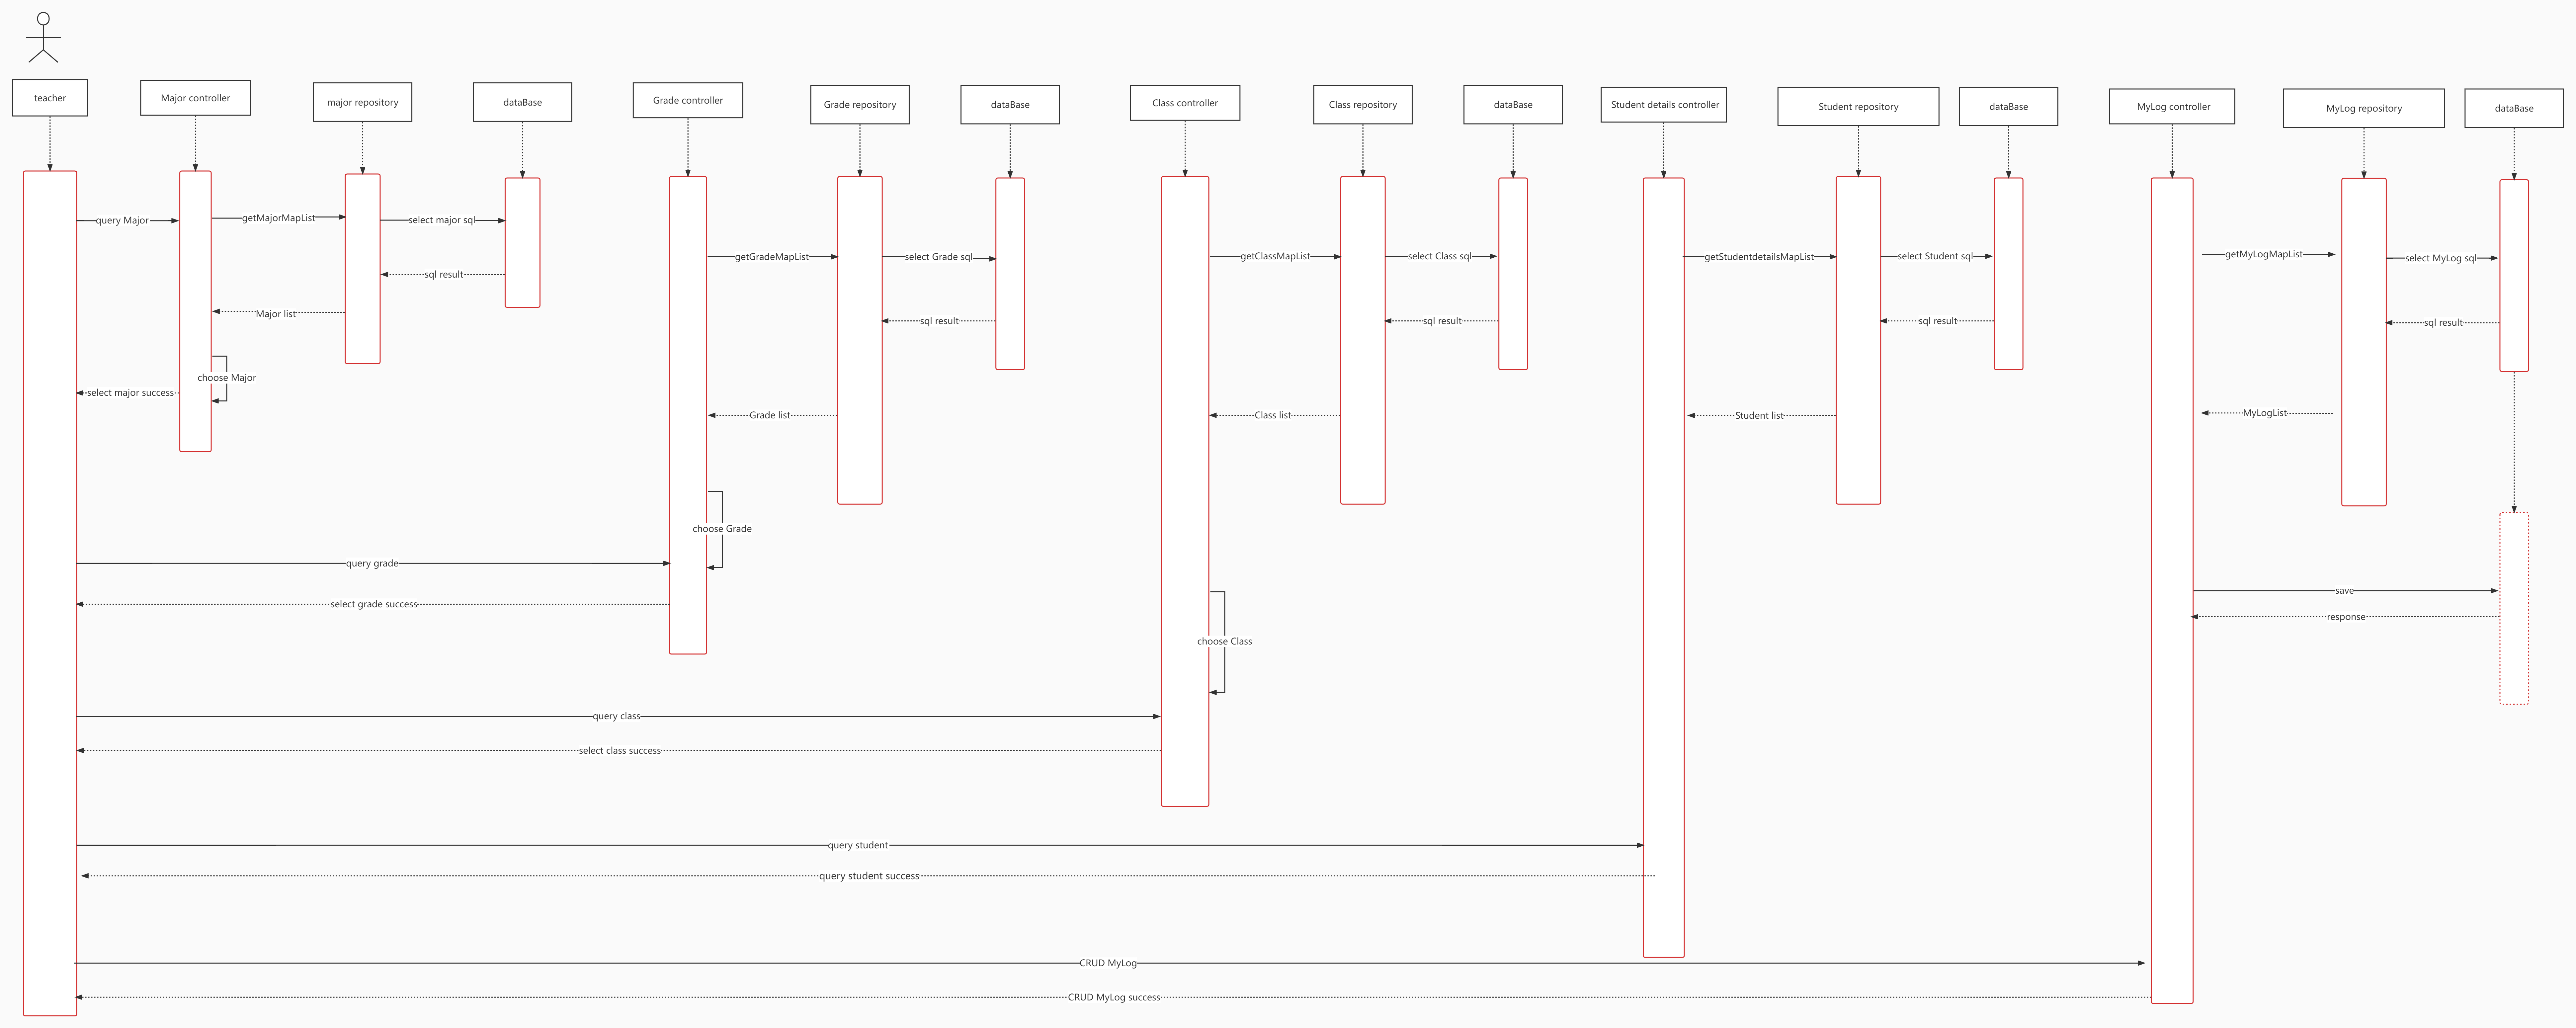 teacher
Major controller
major repository
dataBase
Grade controller
Grade repository
dataBase
Class controller
Class repository
dataBase
Student details controller
Student repository
dataBase
MyLog controller
MyLog repository
dataBase
query Major
getMajorMapList
select major sql
getGradeMapList
select Grade sql
getClassMapList
select Class sql
getStudentdetailsMapList
select Student sql
getMyLogMapList
select MyLog sql
sql result
Major list
sql result
sql result
sql result
sql result
choose Major
select major success
Grade list
Class list
Student list
MyLogList
choose Grade
query grade
select grade success
save
response
choose Class
query class
select class success
query student
query student success
CRUD MyLog
CRUD MyLog success